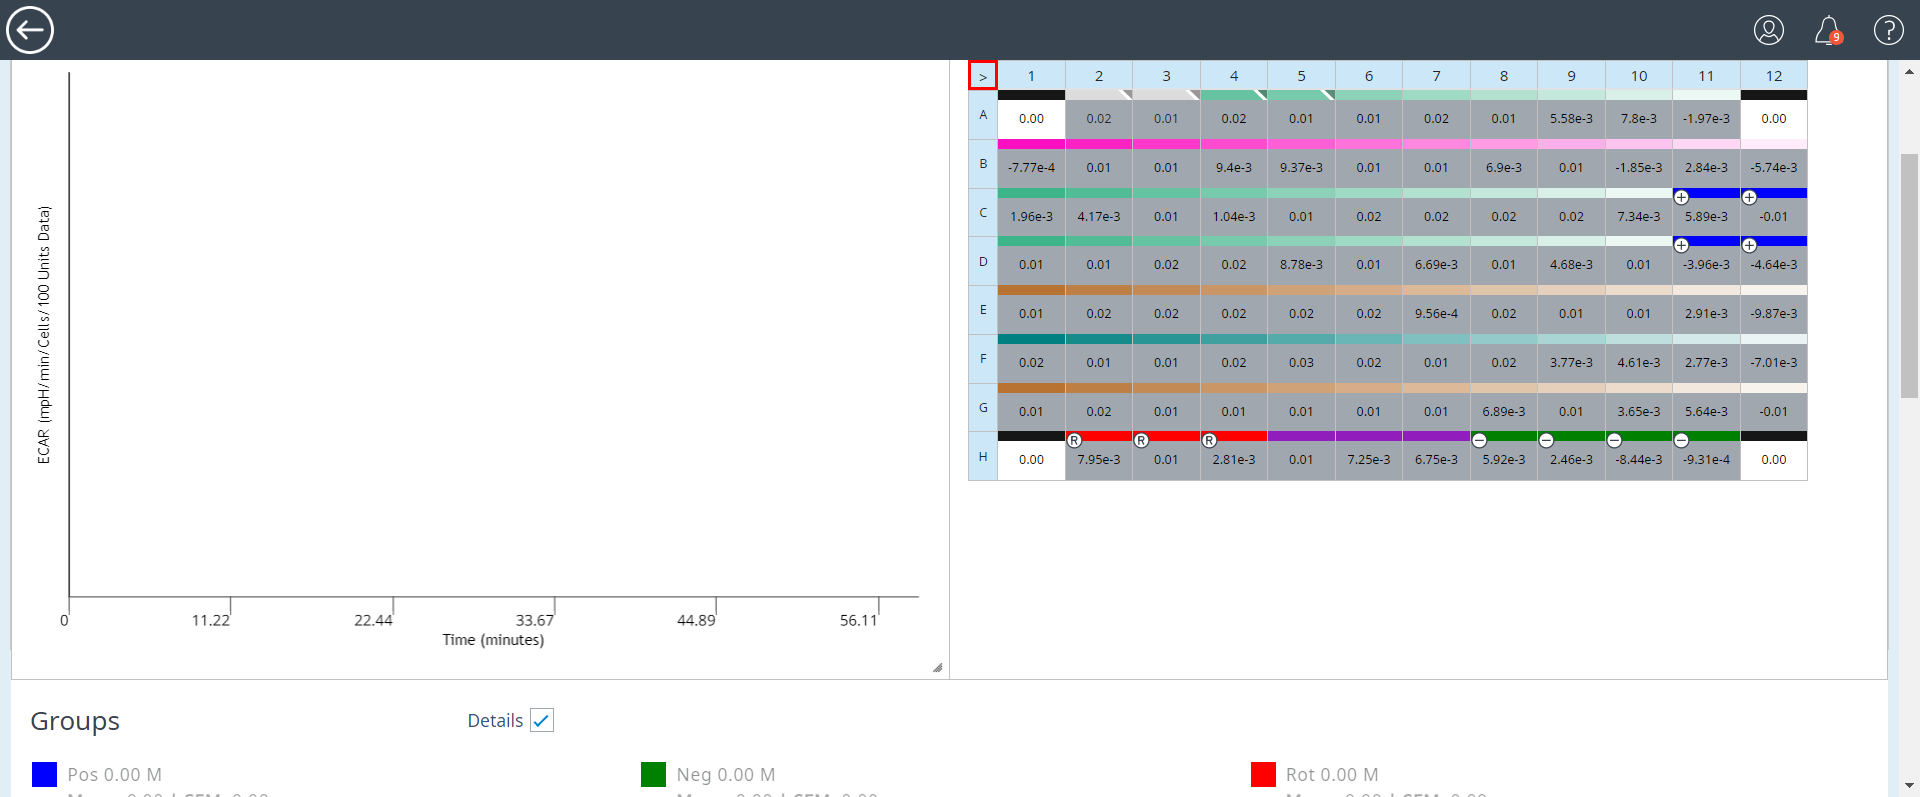 9
ECAR (mpH/min/Cells/100 Units Data)
0 11.22 22.44 33.67 44.89 56.11
Time (minutes)
> 1 2 3 4 5 6 7 8 9 10 11 12
A 0.00 0.02 0.01 0.02 0.01 0.01 0.02 0.01 5.58e-3 7.8e-3 -1.97e-3 0.00
B -7.77e-4 0.01 0.01 9.4e-3 9.37e-3 0.01 0.01 6.9e-3 0.01 -1.85e-3 2.84e-3 -5.74e-3
C 1.96e-3 4.17e-3 0.01 1.04e-3 0.01 0.02 0.02 0.02 0.02 7.34e-3 5.89e-3 -0.01
D 0.01 0.01 0.02 0.02 8.78e-3 0.01 6.69e-3 0.01 4.68e-3 0.01 -3.96e-3 -4.64e-3
E 0.01 0.02 0.02 0.02 0.02 0.02 9.56e-4 0.02 0.01 0.01 2.91e-3 -9.87e-3
F 0.02 0.01 0.01 0.02 0.03 0.02 0.01 0.02 3.77e-3 4.61e-3 2.77e-3 -7.01e-3
G 0.01 0.02 0.01 0.01 0.01 0.01 0.01 6.89e-3 0.01 3.65e-3 5.64e-3 -0.01
R R R
H 0.00 7.95e-3 0.01 2.81e-3 0.01 7.25e-3 6.75e-3 5.92e-3 2.46e-3 -8.44e-3 -9.31e-4 0.00
Groups Details
Pos 0.00 M Neg 0.00 M Rot 0.00 M